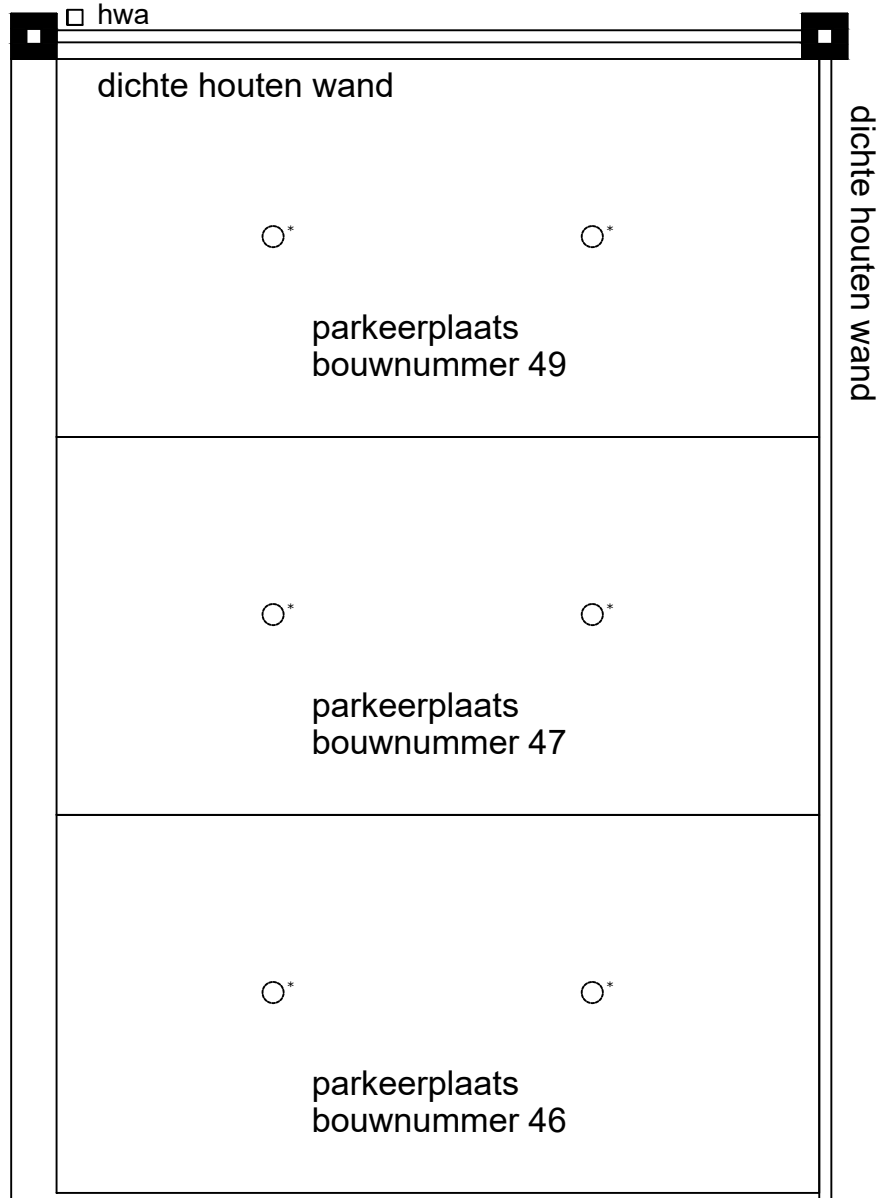 hwa
dichte houten wand
dichte houten wand
*
*
parkeerplaats
bouwnummer 49
*
*
parkeerplaats
bouwnummer 47
*
*
parkeerplaats
bouwnummer 46